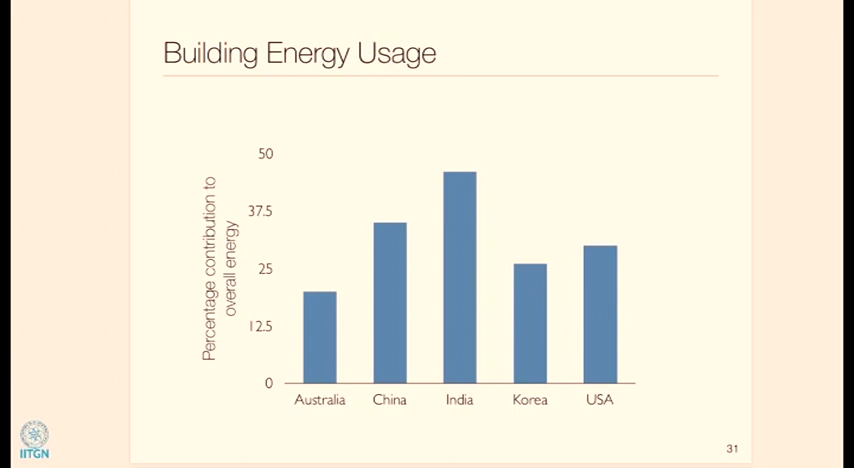 Building Energy Usage
Percentage contribution to
overall energy
50
37.5
25
12.5
0
Australia China India Korea USA
31
IITGN